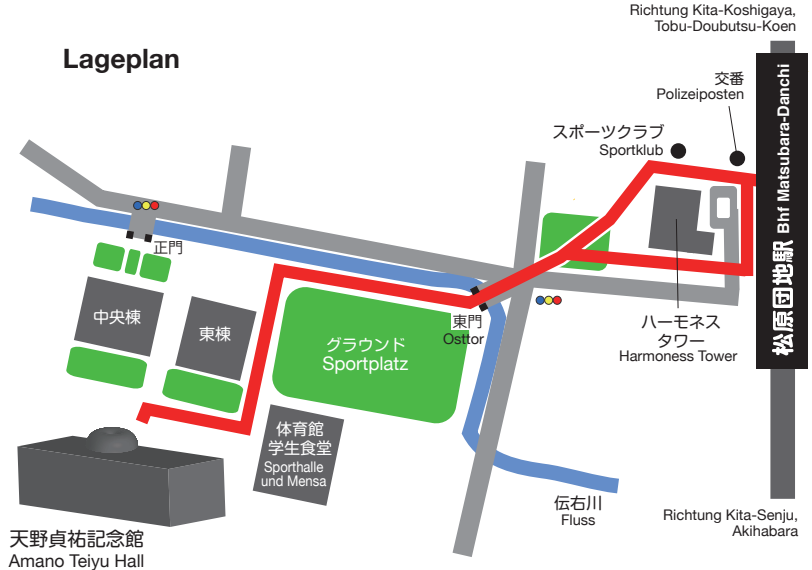 Richtung Kita-Koshigaya,
Tobu-Doubutsu-Koen
Lageplan
交番
Polizeiposten
スポーツクラブ
Sportklub
松原団地駅 Bhf Matsubara-Danchi
正門
中央棟
東棟
グラウンド
Sportplatz
東門
Osttor
ハーモネス
タワー
Harmoness Tower
体育館
学生食堂
Sporthalle
und Mensa
伝右川
Fluss
Richtung Kita-Senju,
Akihabara
天野貞祐記念館
Amano Teiyu Hall